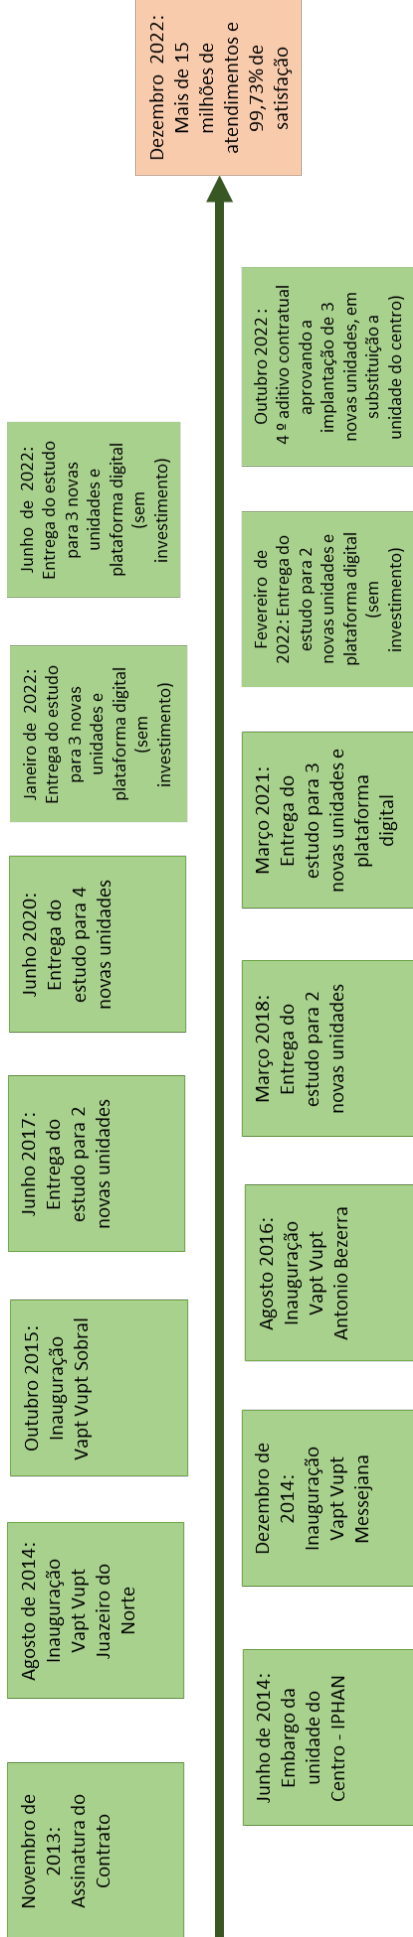 Novembro de
2013:
Assinatura do
Contrato
Junho de 2014:
Embargo da
unidade do
Centro - IPHAN
Agosto de 2014:
Inauguração
Vapt Vupt
Juazeiro do
Norte
Dezembro de
2014:
Inauguração
Vapt Vupt
Messejana
Outubro 2015:
Inauguração
Vapt Vupt Sobral
Agosto 2016:
Inauguração
Vapt Vupt
Antonio Bezerra
Junho 2017:
Entrega do
estudo para 2
novas unidades
Março 2018:
Entrega do
estudo para 2
novas unidades
Junho 2020:
Entrega do
estudo para 4
novas unidades
Março 2021:
Entrega do
estudo para 3
novas unidades e
plataforma
digital
Janeiro de 2022:
Entrega do estudo
para 3 novas
unidades e
plataforma digital
(sem
investimento)
Fevereiro de
2022: Entrega do
estudo para 2
novas unidades e
plataforma digital
(sem
investimento)
Junho de 2022:
Entrega do estudo
para 3 novas
unidades e
plataforma digital
(sem
investimento)
Outubro 2022 :
4 º aditivo contratual
aprovando a
implantação de 3
novas unidades, em
substituição a
unidade do centro)
Dezembro 2022:
Mais de 15
milhões de
atendimentos e
99,73% de
satisfação